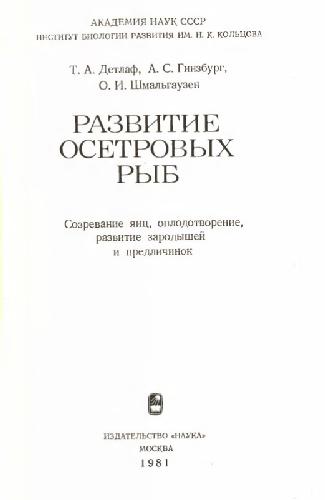 АКАДЕМИЯ НАУК СССР
ИНСТИТУТ БИОЛОГИИ РАЗВИТИЯ ИМ. Н. К. КОЛЬЦОВА
Т. А. Детлаф, А. С. Гинзбург,
О. И. Шмальгаузен
РАЗВИТИЕ
ОСЕТРОВЫХ
РЫБ
Созревание яиц, оплодотворение,
развитие зародышей
и предличинок
ИЗДАТЕЛЬСТВО «НАУКА»
МОСКВА
1981